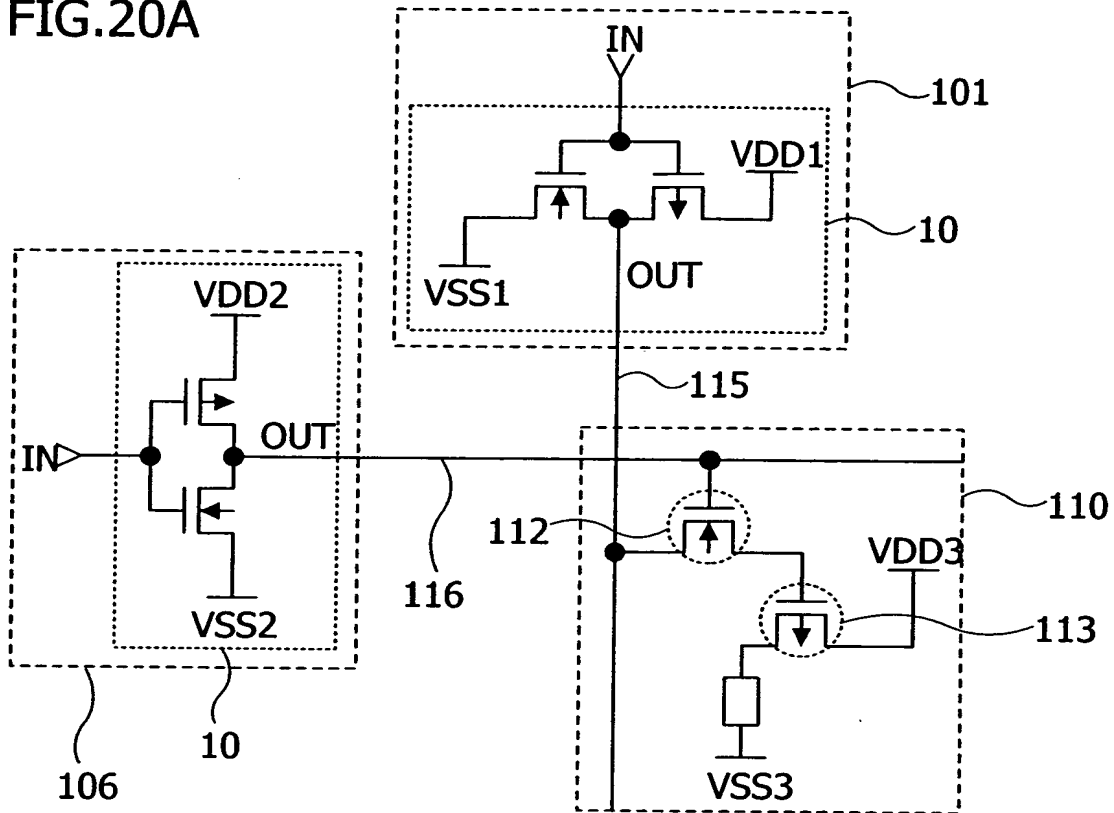 FIG.20A
IN
101
VDD1
10
VSS1
OUT
VDD2
115
IN
OUT
110
112
VDD3
116
VSS2
113
10
VSS3
106